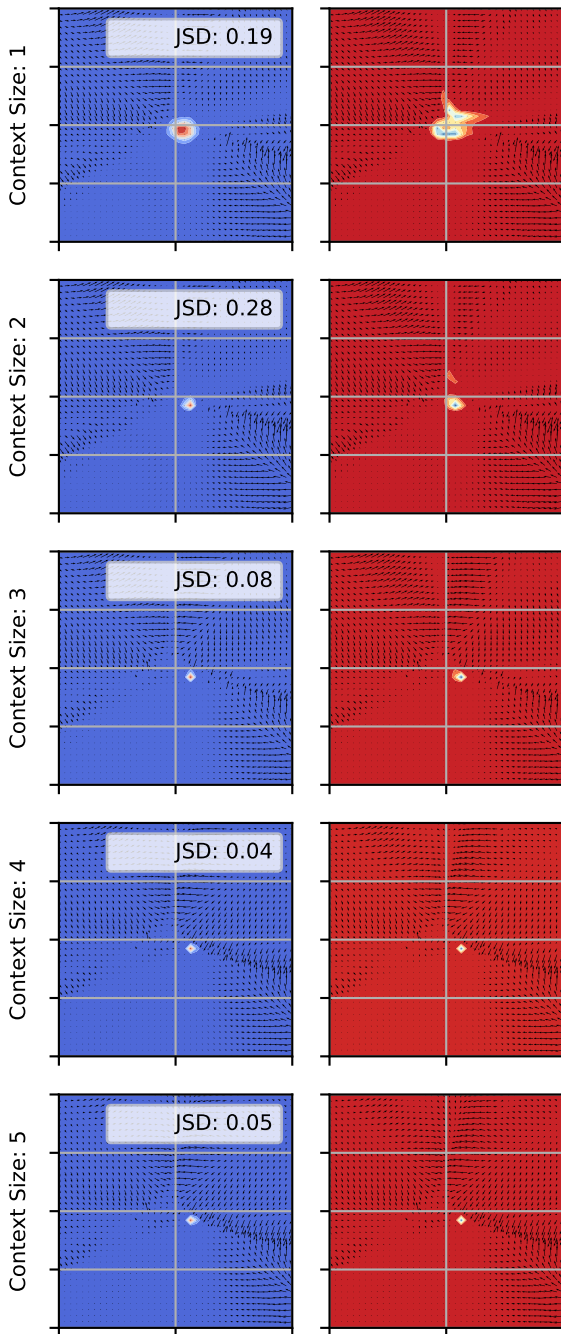 Context Size: 1
JSD: 0.19
Context Size: 2
JSD: 0.28
Context Size: 3
JSD: 0.08
Context Size: 4
JSD: 0.04
Context Size: 5
JSD: 0.05